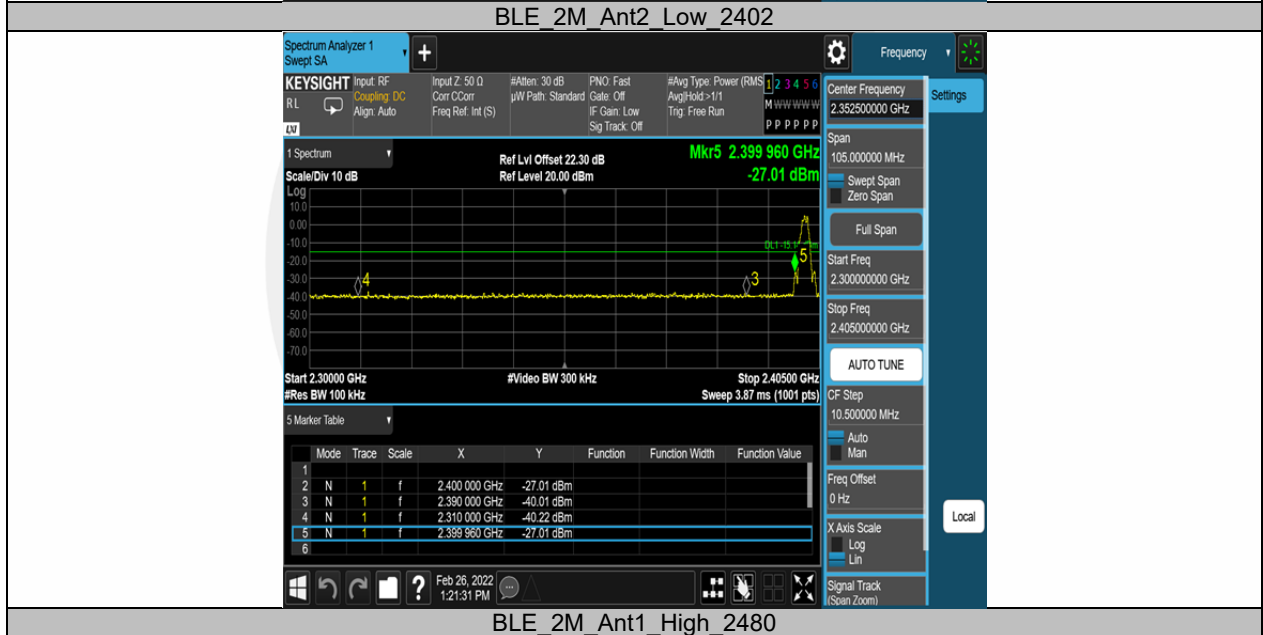 BLE_2M_Ant2_Low_2402
Spectrum Analyzer 1
Swept SA
+
Frequency
KEYSIGHT
RL
LXI
Input: RF
Coupling: DC
Align: Auto
Input Z: 50 Ω
Corr CCorr
Freq Ref: Int (S)
#Atten: 30 dB
µW Path: Standard
PNO: Fast
Gate: Off
IF Gain: Low
Sig Track: Off
#Avg Type: Power (RMS
Avg|Hold:>1/1
Trig: Free Run
1 2 3 4 5 6
M W W W W W
P P P P P P
Center Frequency
2.352500000 GHz
Settings
Span
105.000000 MHz
Swept Span
Zero Span
Full Span
Start Freq
2.300000000 GHz
Stop Freq
2.405000000 GHz
AUTO TUNE
CF Step
10.500000 MHz
Auto
Man
Freq Offset
0 Hz
X Axis Scale
Log
Lin
Signal Track
(Span Zoom)
Local
1 Spectrum
Scale/Div 10 dB
Ref Lvl Offset 22.30 dB
Ref Level 20.00 dBm
Mkr5 2.399 960 GHz
-27.01 dBm
Log
10.0
0.00
-10.0
-20.0
-30.0
-40.0
-50.0
-60.0
-70.0
4
3
5
Start 2.30000 GHz
#Res BW 100 kHz
#Video BW 300 kHz
Stop 2.40500 GHz
Sweep 3.87 ms (1001 pts)
5 Marker Table
Mode Trace Scale X Y Function Function Width Function Value
1
2 N 1 f 2.400 000 GHz -27.01 dBm
3 N 1 f 2.390 000 GHz -40.01 dBm
4 N 1 f 2.310 000 GHz -40.22 dBm
5 N 1 f 2.399 960 GHz -27.01 dBm
6
?
Feb 26, 2022
1:21:31 PM
BLE_2M_Ant1_High_2480